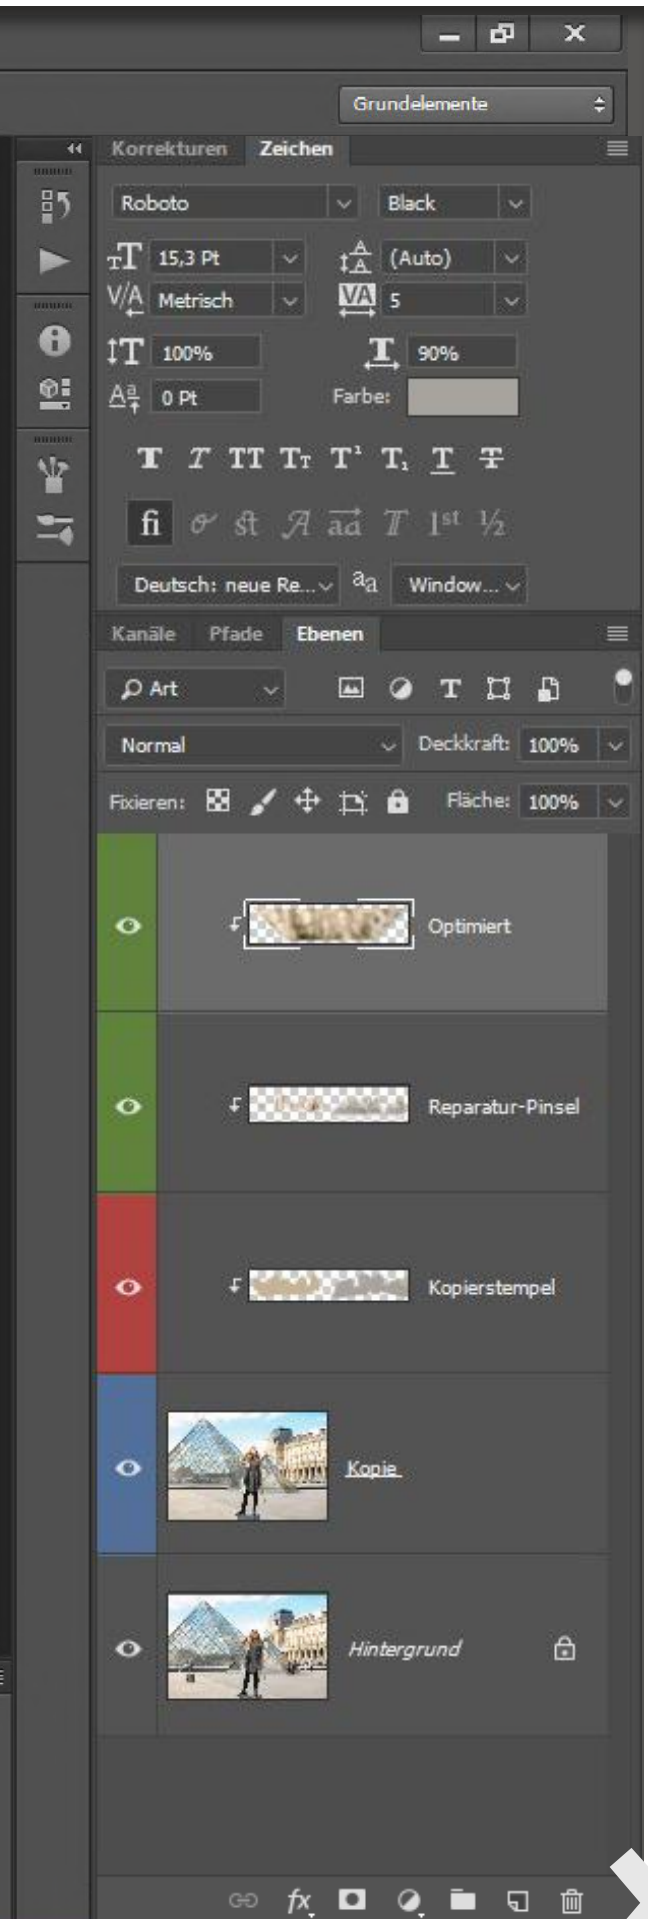 Grundelemente
Korrekturen Zeichen
Roboto Black
15,3 Pt (Auto)
Metrisch 5
100% 90%
0 Pt Farbe:
Deutsch: neue Re... Window...
Kanäle Pfade Ebenen
Art
Normal Deckkraft: 100%
Fixieren: Fläche: 100%
Optimiert
Reparatur-Pinsel
Kopierstempel
Kopie
Hintergrund
fx